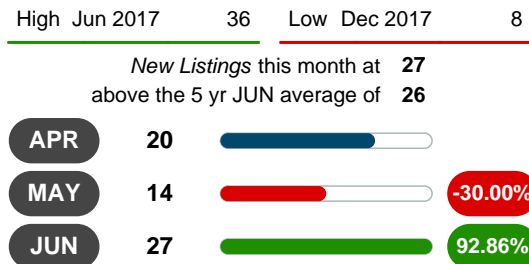 High Jun 2017 36 Low Dec 2017 8
New Listings this month at 27
above the 5 yr JUN average of 26
APR 20
MAY 14 -30.00%
JUN 27 92.86%